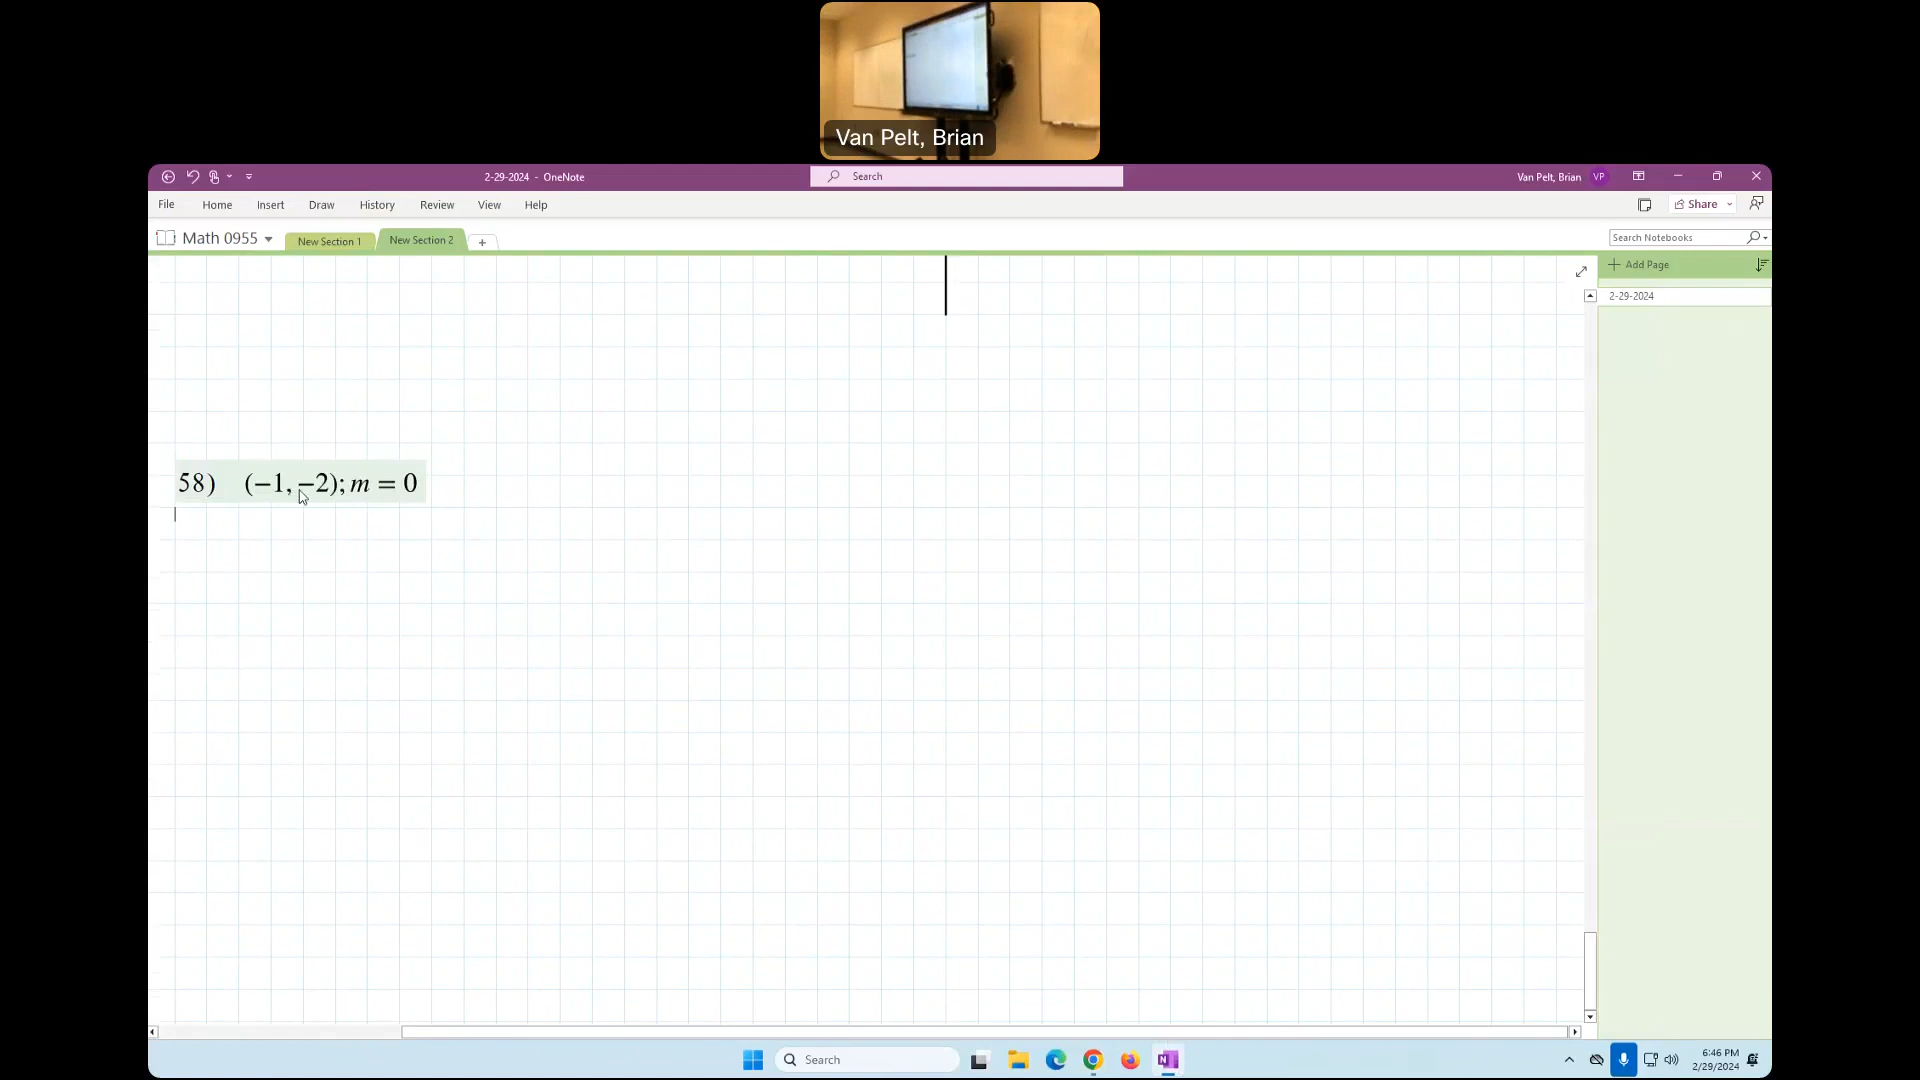 Van Pelt, Brian
2-29-2024 - OneNote
Search
Van Pelt, Brian VP
File Home Insert Draw History Review View Help
Share
Math 0955 New Section 1 New Section 2 +
Search Notebooks
Add Page
2-29-2024
58) (−1, −2); m = 0
Search
6:46 PM
2/29/2024